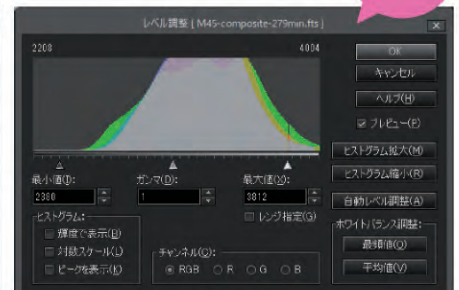 レベル調整 ( M45-composite-279min.fts )
2208 4004
OK
キャンセル
ヘルプ(H)
プレビュー(P)
ヒストグラム拡大(M)
ヒストグラム縮小(R)
最小値(I): ガンマ(D): 最大値(X):
2380 1 3812
自動レベル調整(A)
レンジ指定(G)
ヒストグラム:
輝度で表示(B)
対数スケール(L)
ピークを表示(K)
チャンネル(C):
RGB R G B
ホワイトバランス調整:
最頻値(O)
平均値(V)